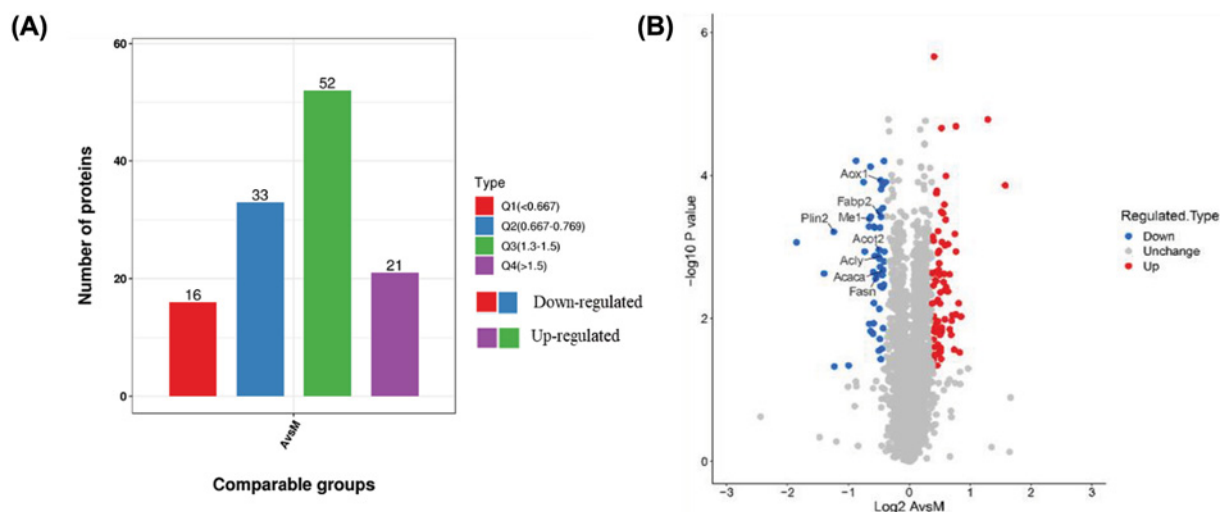 (A)
60
40
20
0
Number of proteins
16
33
52
21
AvsM
Comparable groups
Type
Q1(<0.667)
Q2(0.667-0.769)
Q3(1.3-1.5)
Q4(>1.5)
Down-regulated
Up-regulated
(B)
6
4
2
0
-log10 P value
Aox1
Fabp2
Me1
Plin2
Acot2
Acly
Acaca
Fasn
−3 −2 −1 0 1 2 3
Log2 AvsM
Regulated.Type
Down
Unchange
Up